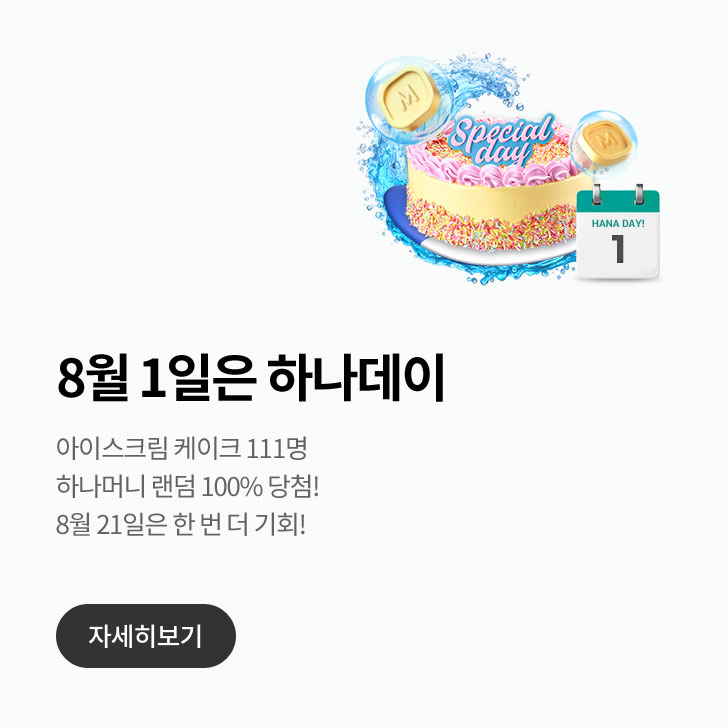 M
Special
day
M
HANA DAY!
1
8월 1일은 하나데이
아이스크림 케이크 111명
하나머니 랜덤 100% 당첨!
8월 21일은 한 번 더 기회!
자세히보기